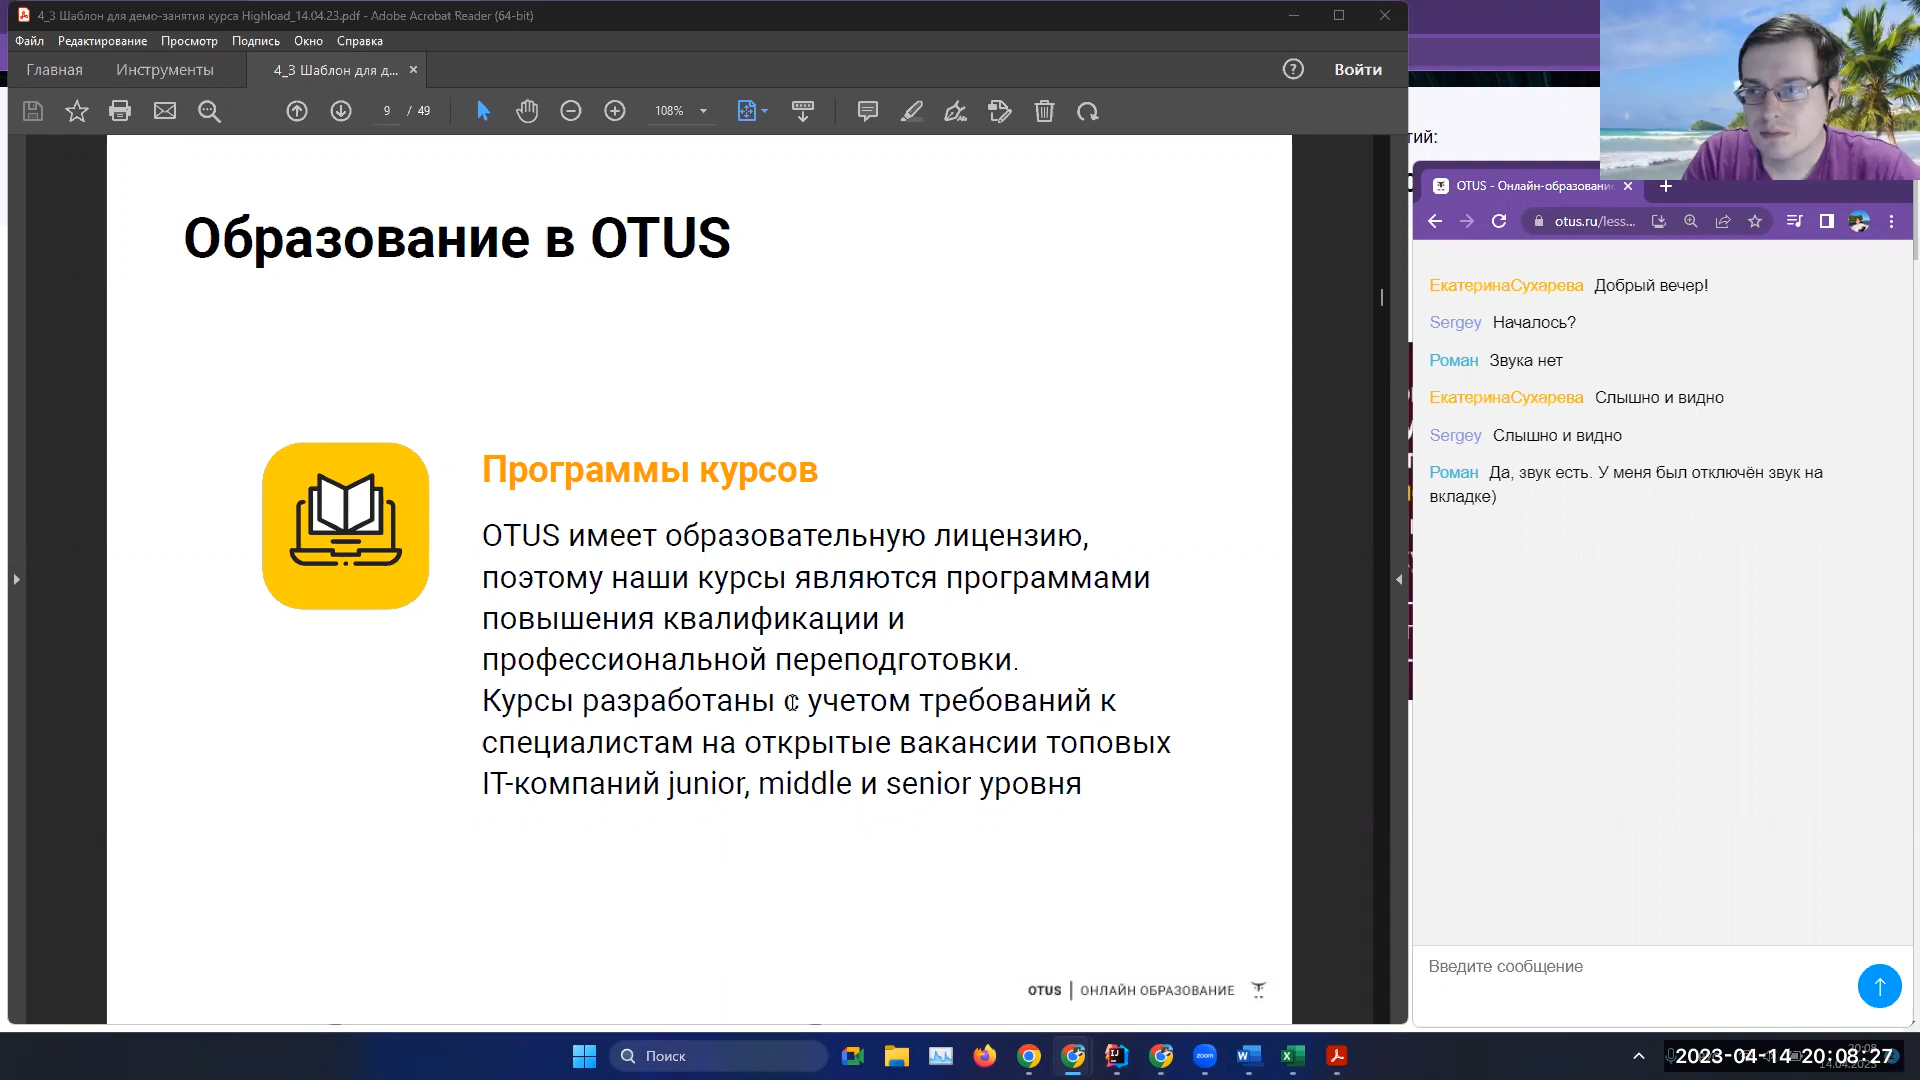 4_3 Шаблон для демо-занятия курса Highload_14.04.23.pdf - Adobe Acrobat Reader (64-bit)
Файл Редактирование Просмотр Подпись Окно Справка
Главная Инструменты 4_3 Шаблон для д... Войти
9 / 49 108%
тий:
Образование в OTUS
Программы курсов
OTUS имеет образовательную лицензию,
поэтому наши курсы являются программами
повышения квалификации и
профессиональной переподготовки.
Курсы разработаны с учетом требований к
специалистам на открытые вакансии топовых
IT-компаний junior, middle и senior уровня
OTUS | ОНЛАЙН ОБРАЗОВАНИЕ
OTUS - Онлайн-образовани
otus.ru/less...
ЕкатеринаСухарева Добрый вечер!
Sergey Началось?
Роман Звука нет
ЕкатеринаСухарева Слышно и видно
Sergey Слышно и видно
Роман Да, звук есть. У меня был отключён звук на
вкладке)
Введите сообщение
Поиск
zoom
2023-04-14 20:08:27